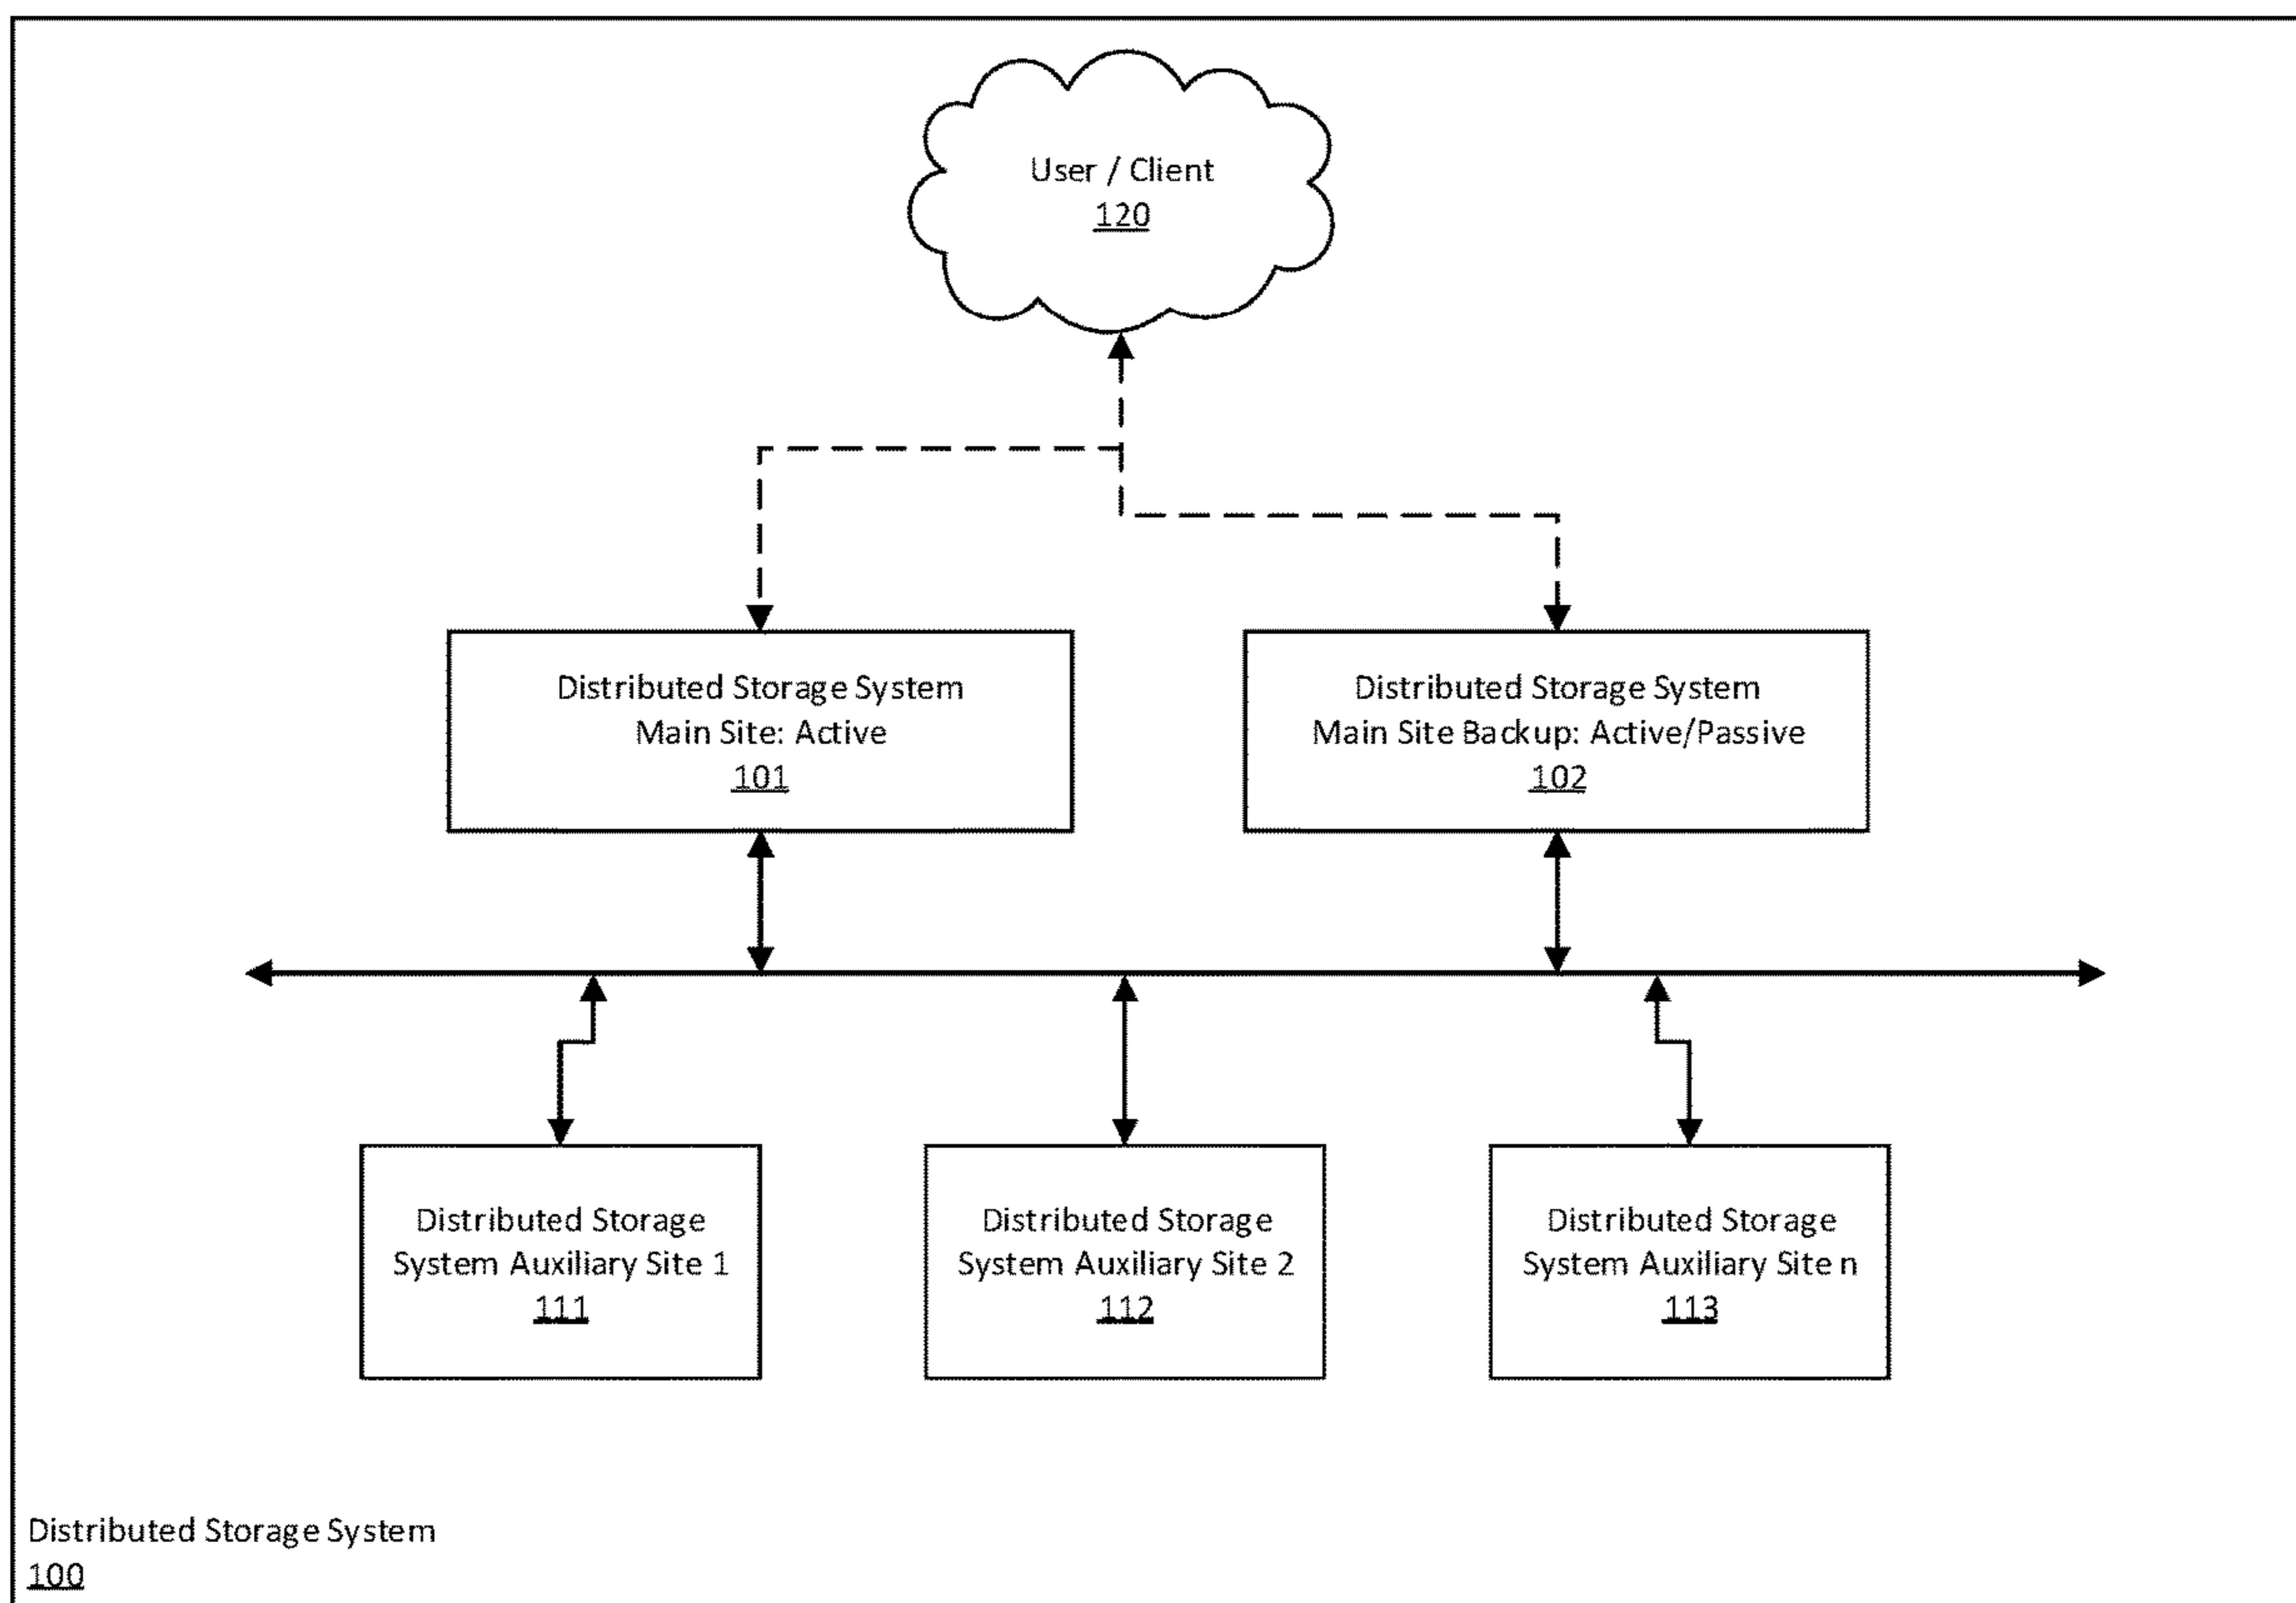 User / Client
120
Distributed Storage System
Main Site: Active
101
Distributed Storage System
Main Site Backup: Active/Passive
102
Distributed Storage
System Auxiliary Site 1
111
Distributed Storage
System Auxiliary Site 2
112
Distributed Storage
System Auxiliary Site n
113
Distributed Storage System
100